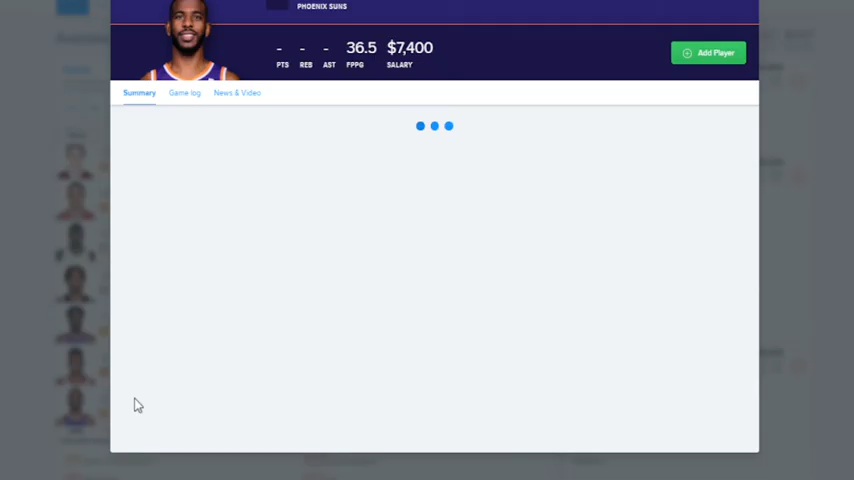 PHOENIX SUNS
- - - 36.5 $7,400
PTS REB AST FPPG SALARY
Add Player
Summary Game log News & Video